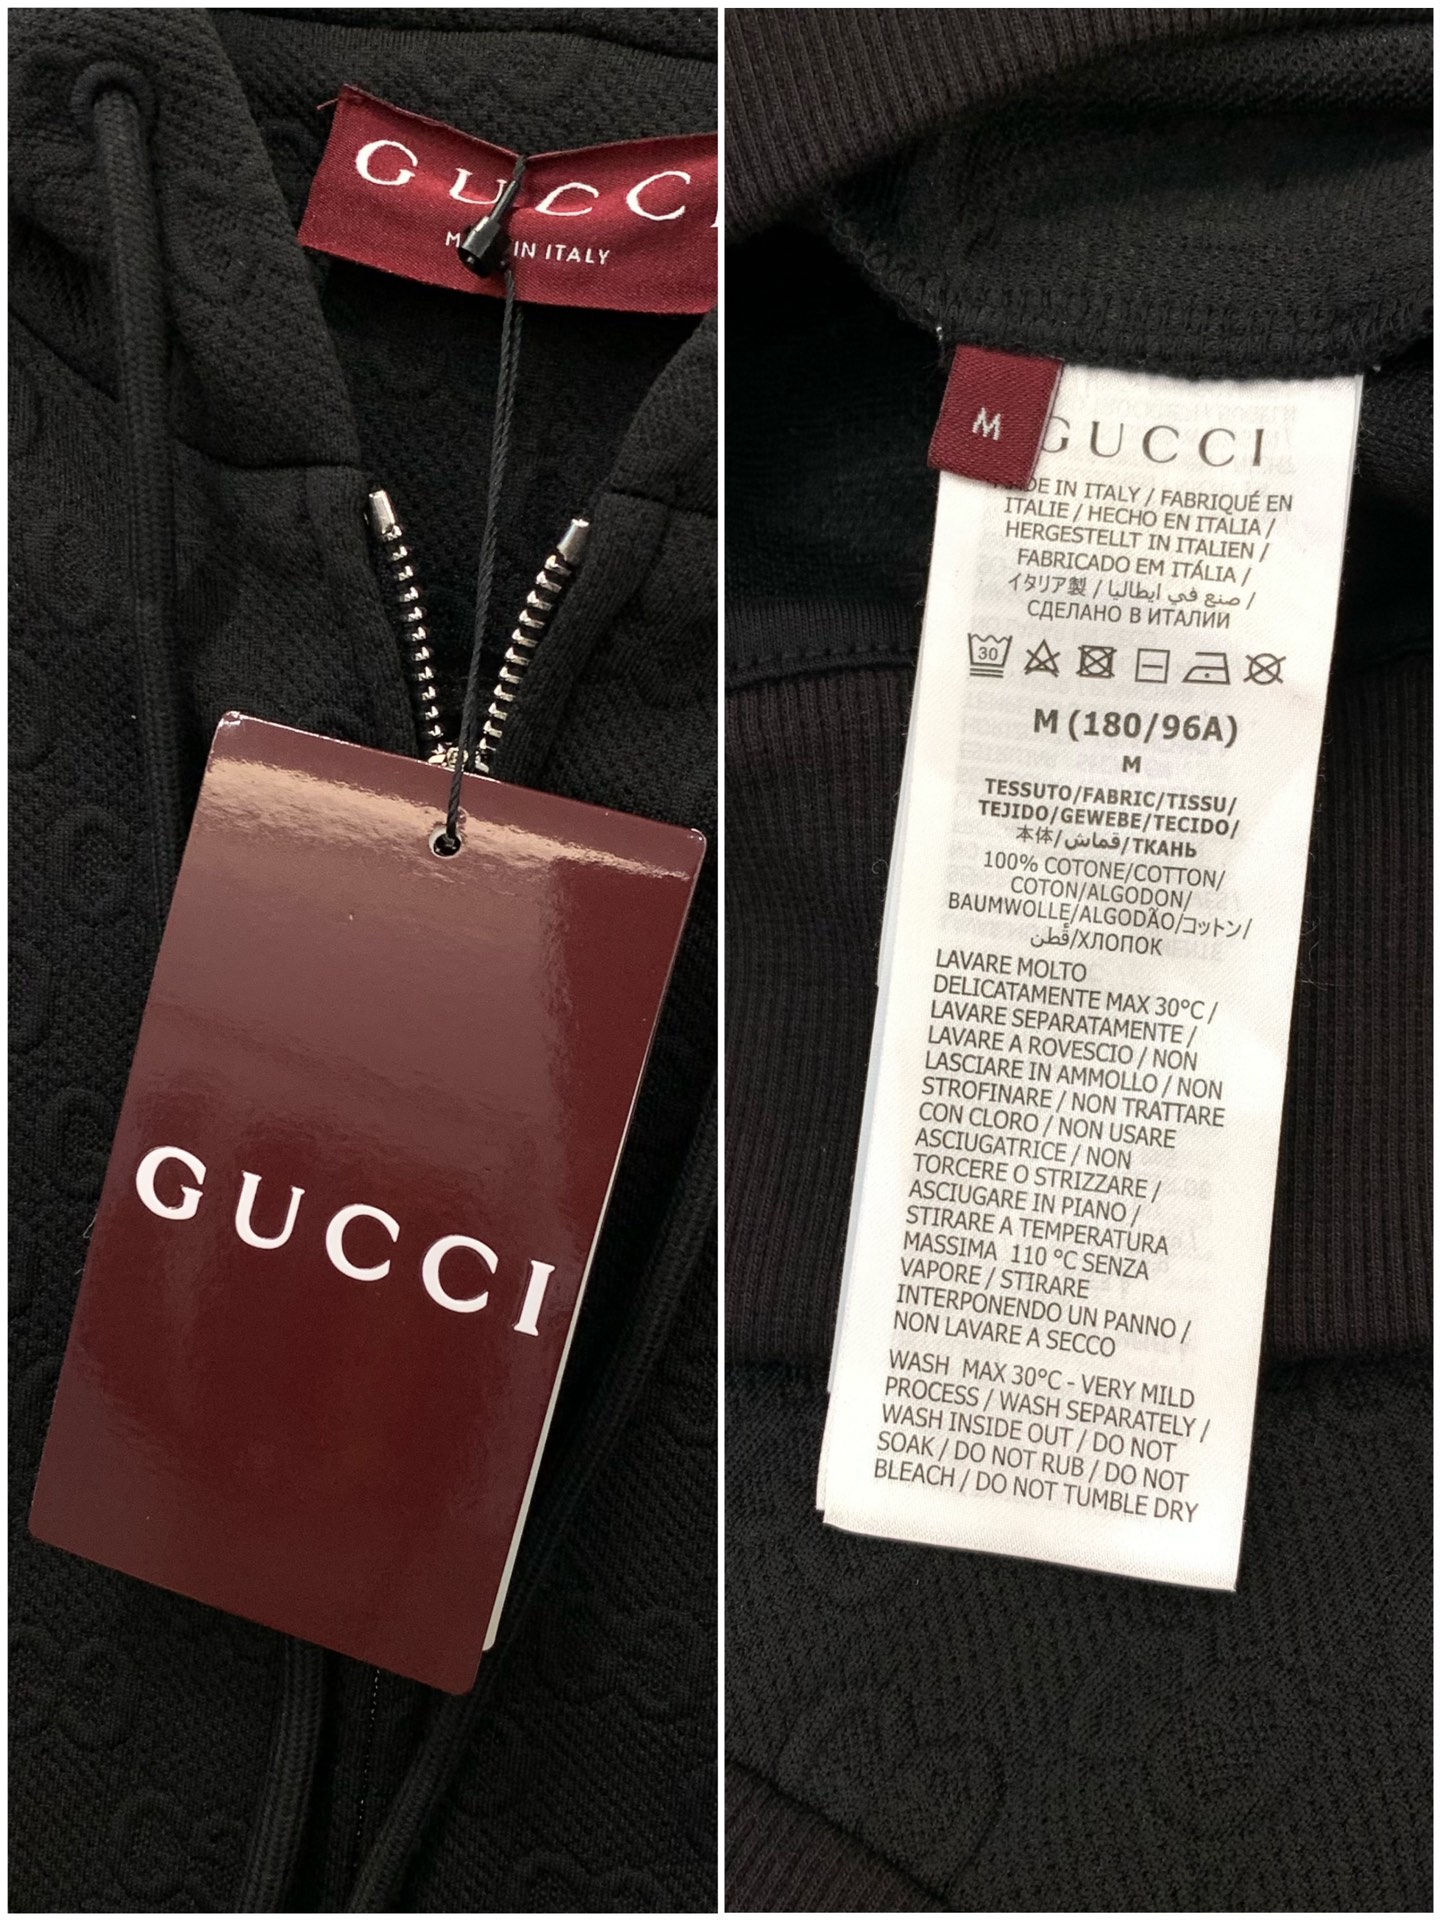 GUCC
IN ITALY
GUCCI
M
GUCCI
DE IN ITALY / FABRIQUÉ EN
ITALIE / HECHO EN ITALIA /
HERGESTELLT IN ITALIEN /
FABRICADO EM ITÁLIA /
イタリア製 / صنع في ايطاليا /
СДЕЛАНО В ИТАЛИИ
30
M (180/96A)
M
TESSUTO/FABRIC/TISSU/
TEJIDO/GEWEBE/TECIDO/
本体/قماش/ТКАНЬ
100% COTONE/COTTON/
COTON/ALGODON/
BAUMWOLLE/ALGODÃO/コットン/
قطن/ХЛОПОК
LAVARE MOLTO
DELICATAMENTE MAX 30°C /
LAVARE SEPARATAMENTE /
LAVARE A ROVESCIO / NON
LASCIARE IN AMMOLLO / NON
STROFINARE / NON TRATTARE
CON CLORO / NON USARE
ASCIUGATRICE / NON
TORCERE O STRIZZARE /
ASCIUGARE IN PIANO /
STIRARE A TEMPERATURA
MASSIMA 110 °C SENZA
VAPORE / STIRARE
INTERPONENDO UN PANNO /
NON LAVARE A SECCO
WASH MAX 30°C - VERY MILD
PROCESS / WASH SEPARATELY /
WASH INSIDE OUT / DO NOT
SOAK / DO NOT RUB / DO NOT
BLEACH / DO NOT TUMBLE DRY